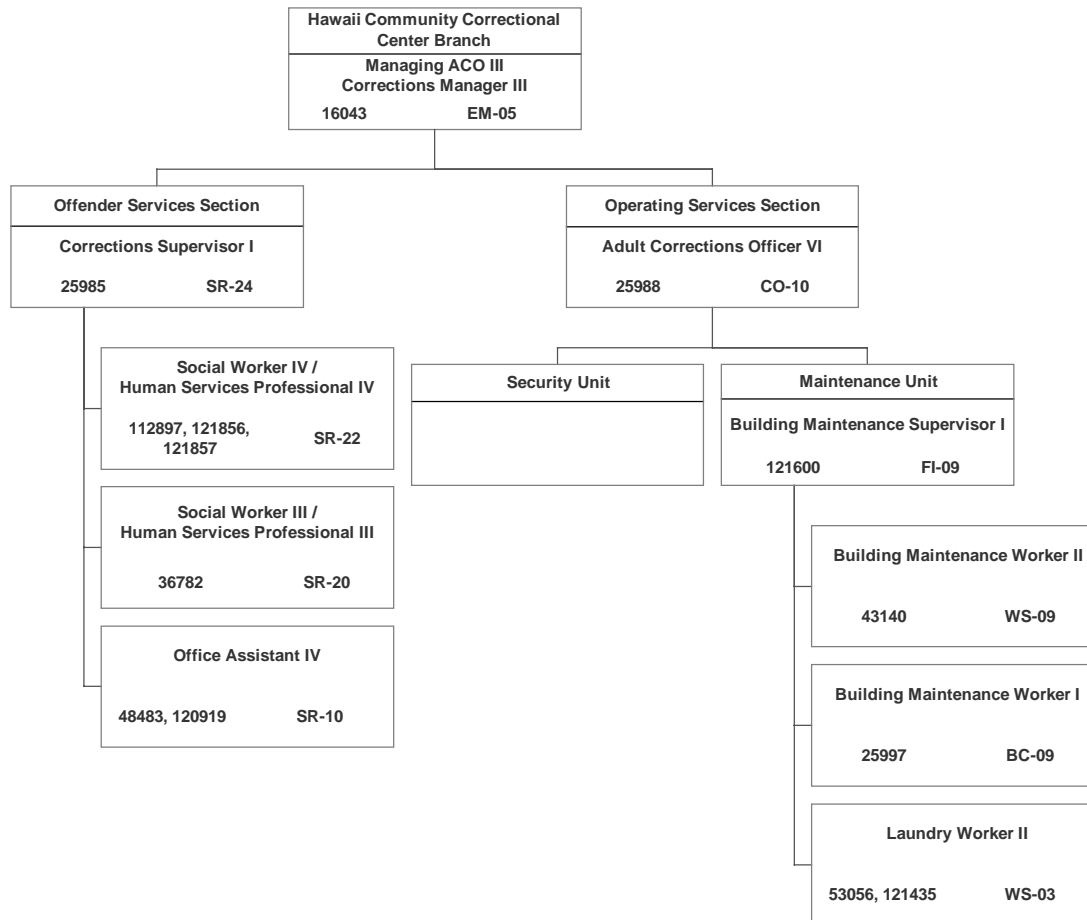 Hawaii Community Correctional
Center Branch
Managing ACO III
Corrections Manager III
16043 EM-05
Offender Services Section
Corrections Supervisor I
25985 SR-24
Social Worker IV /
Human Services Professional IV
112897, 121856,
121857 SR-22
Social Worker III /
Human Services Professional III
36782 SR-20
Office Assistant IV
48483, 120919 SR-10
Operating Services Section
Adult Corrections Officer VI
25988 CO-10
Security Unit
Maintenance Unit
Building Maintenance Supervisor I
121600 FI-09
Building Maintenance Worker II
43140 WS-09
Building Maintenance Worker I
25997 BC-09
Laundry Worker II
53056, 121435 WS-03